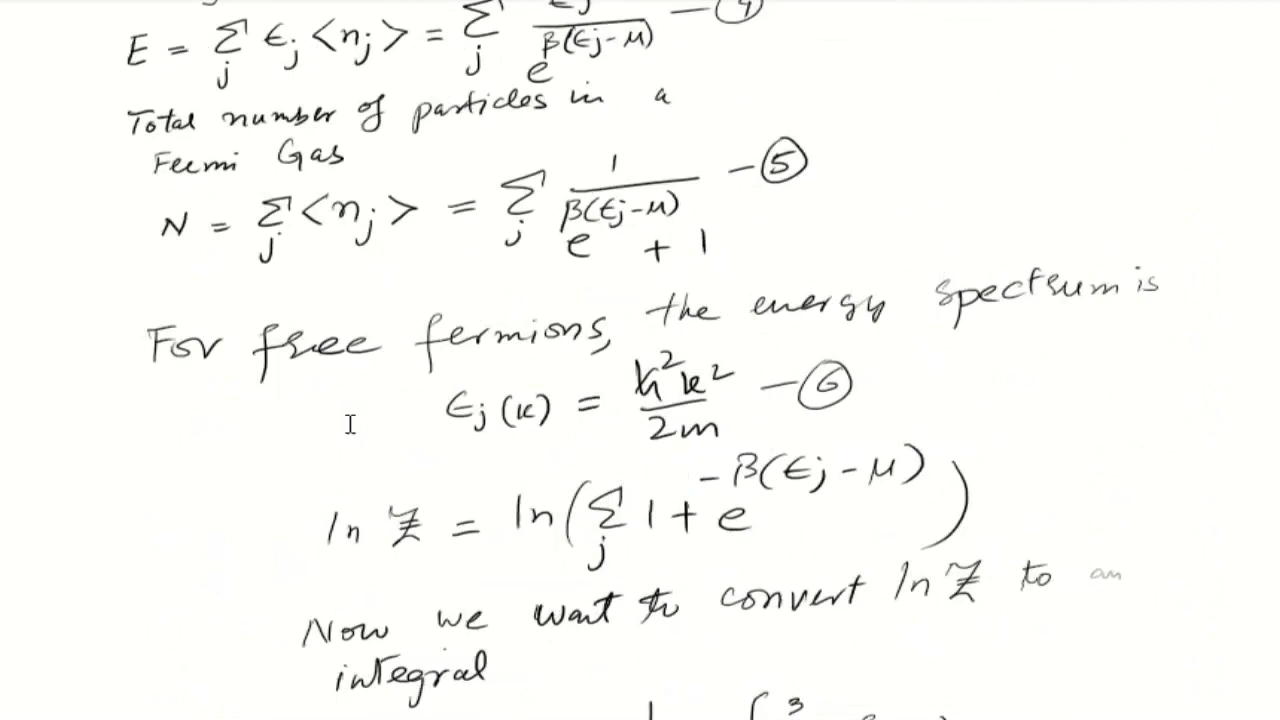 E = Σ_j ϵ_j <n_j> = Σ_j ϵ_j / e^{β(ϵ_j - μ)} — ④
Total number of particles in a
Fermi Gas
N = Σ_j <n_j> = Σ_j 1 / e^{β(ϵ_j - μ)} + 1 — ⑤
For free fermions, the energy spectrum is
ϵ_j (k) = ħ²k² / 2m — ⑥
ln Z = ln( Σ_j 1 + e^{-β(ϵ_j - μ)} )
Now we want to convert ln Z to an
integral